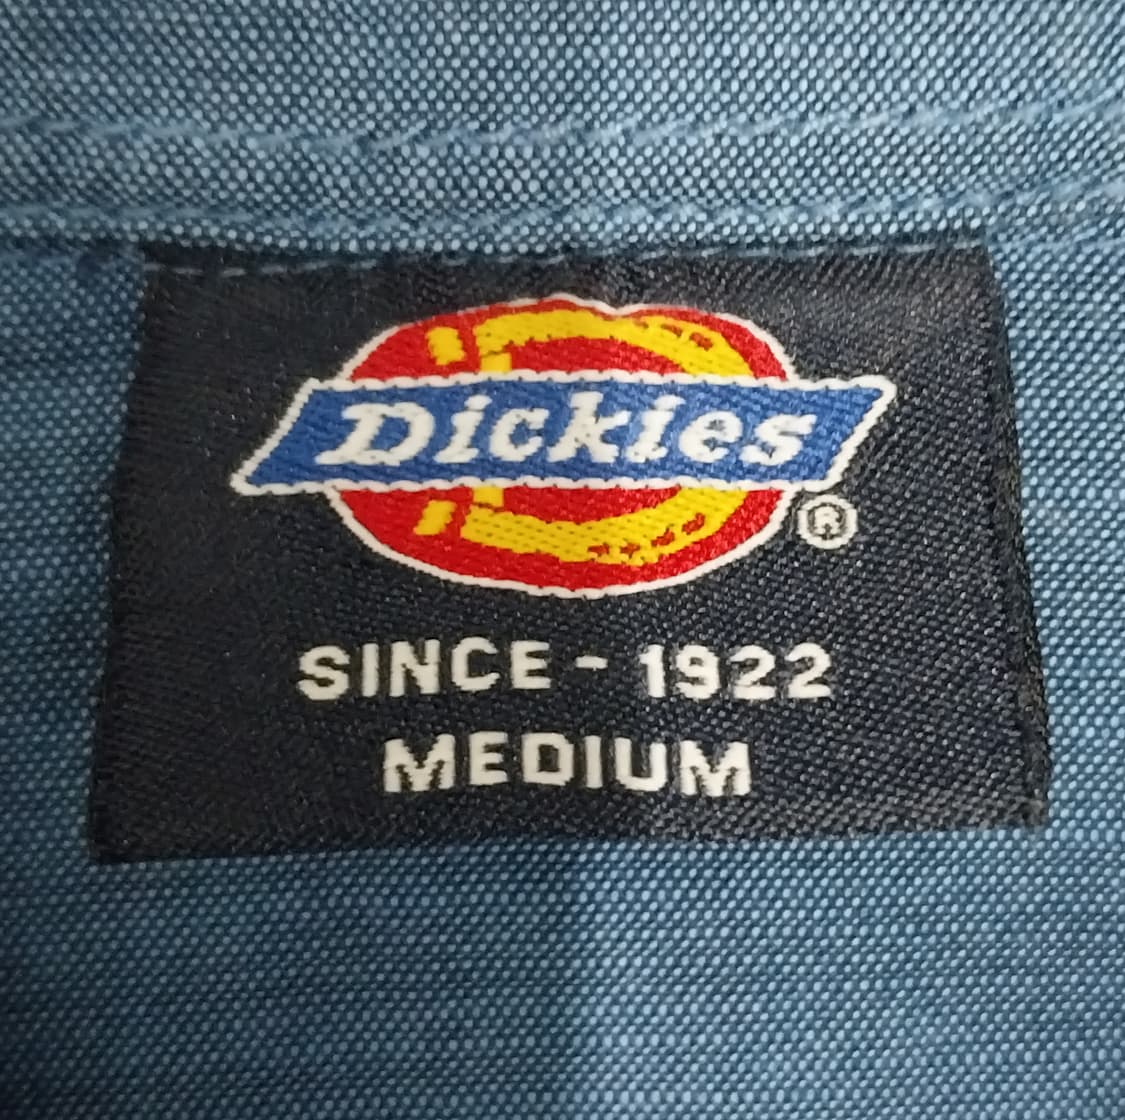 Dickies
®
SINCE - 1922
MEDIUM